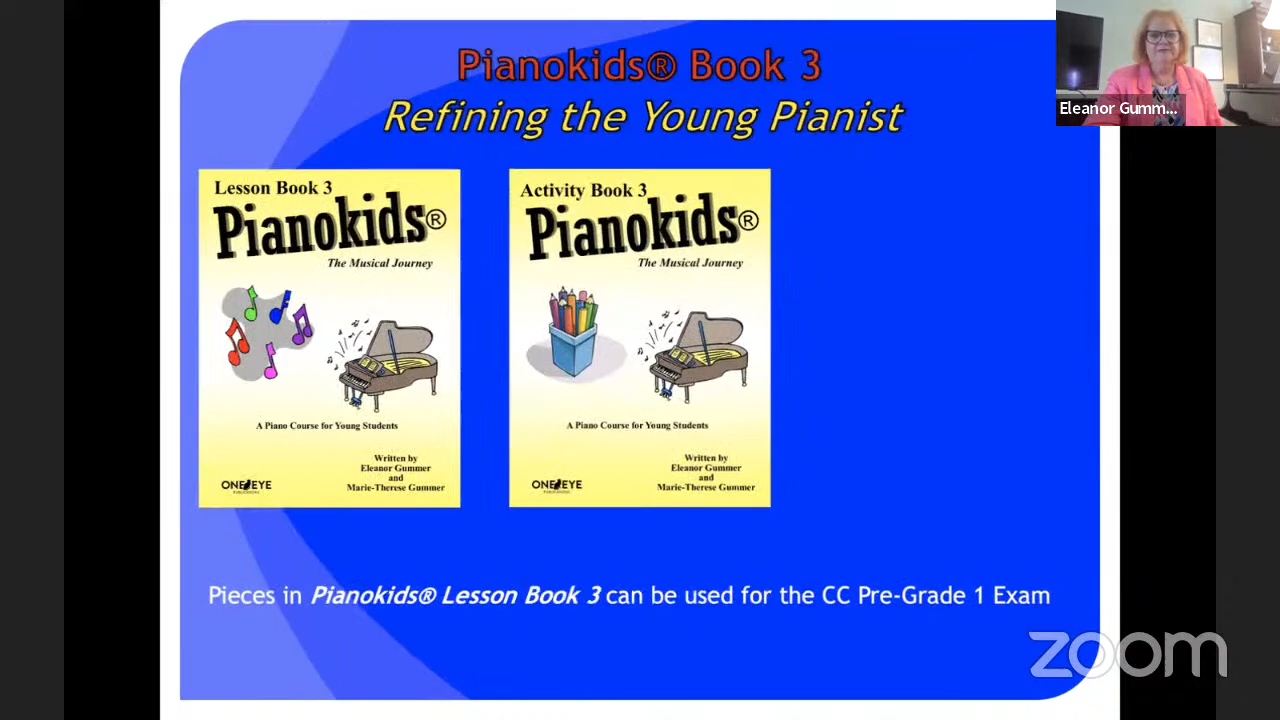 Pianokids® Book 3
Refining the Young Pianist
Eleanor Gumm...
Lesson Book 3
Pianokids®
The Musical Journey
A Piano Course for Young Students
Written by
Eleanor Gummer
and
Marie-Therese Gummer
ONE EYE
PUBLICATIONS
Activity Book 3
Pianokids®
The Musical Journey
A Piano Course for Young Students
Written by
Eleanor Gummer
and
Marie-Therese Gummer
ONE EYE
PUBLICATIONS
Pieces in Pianokids® Lesson Book 3 can be used for the CC Pre-Grade 1 Exam
zoom